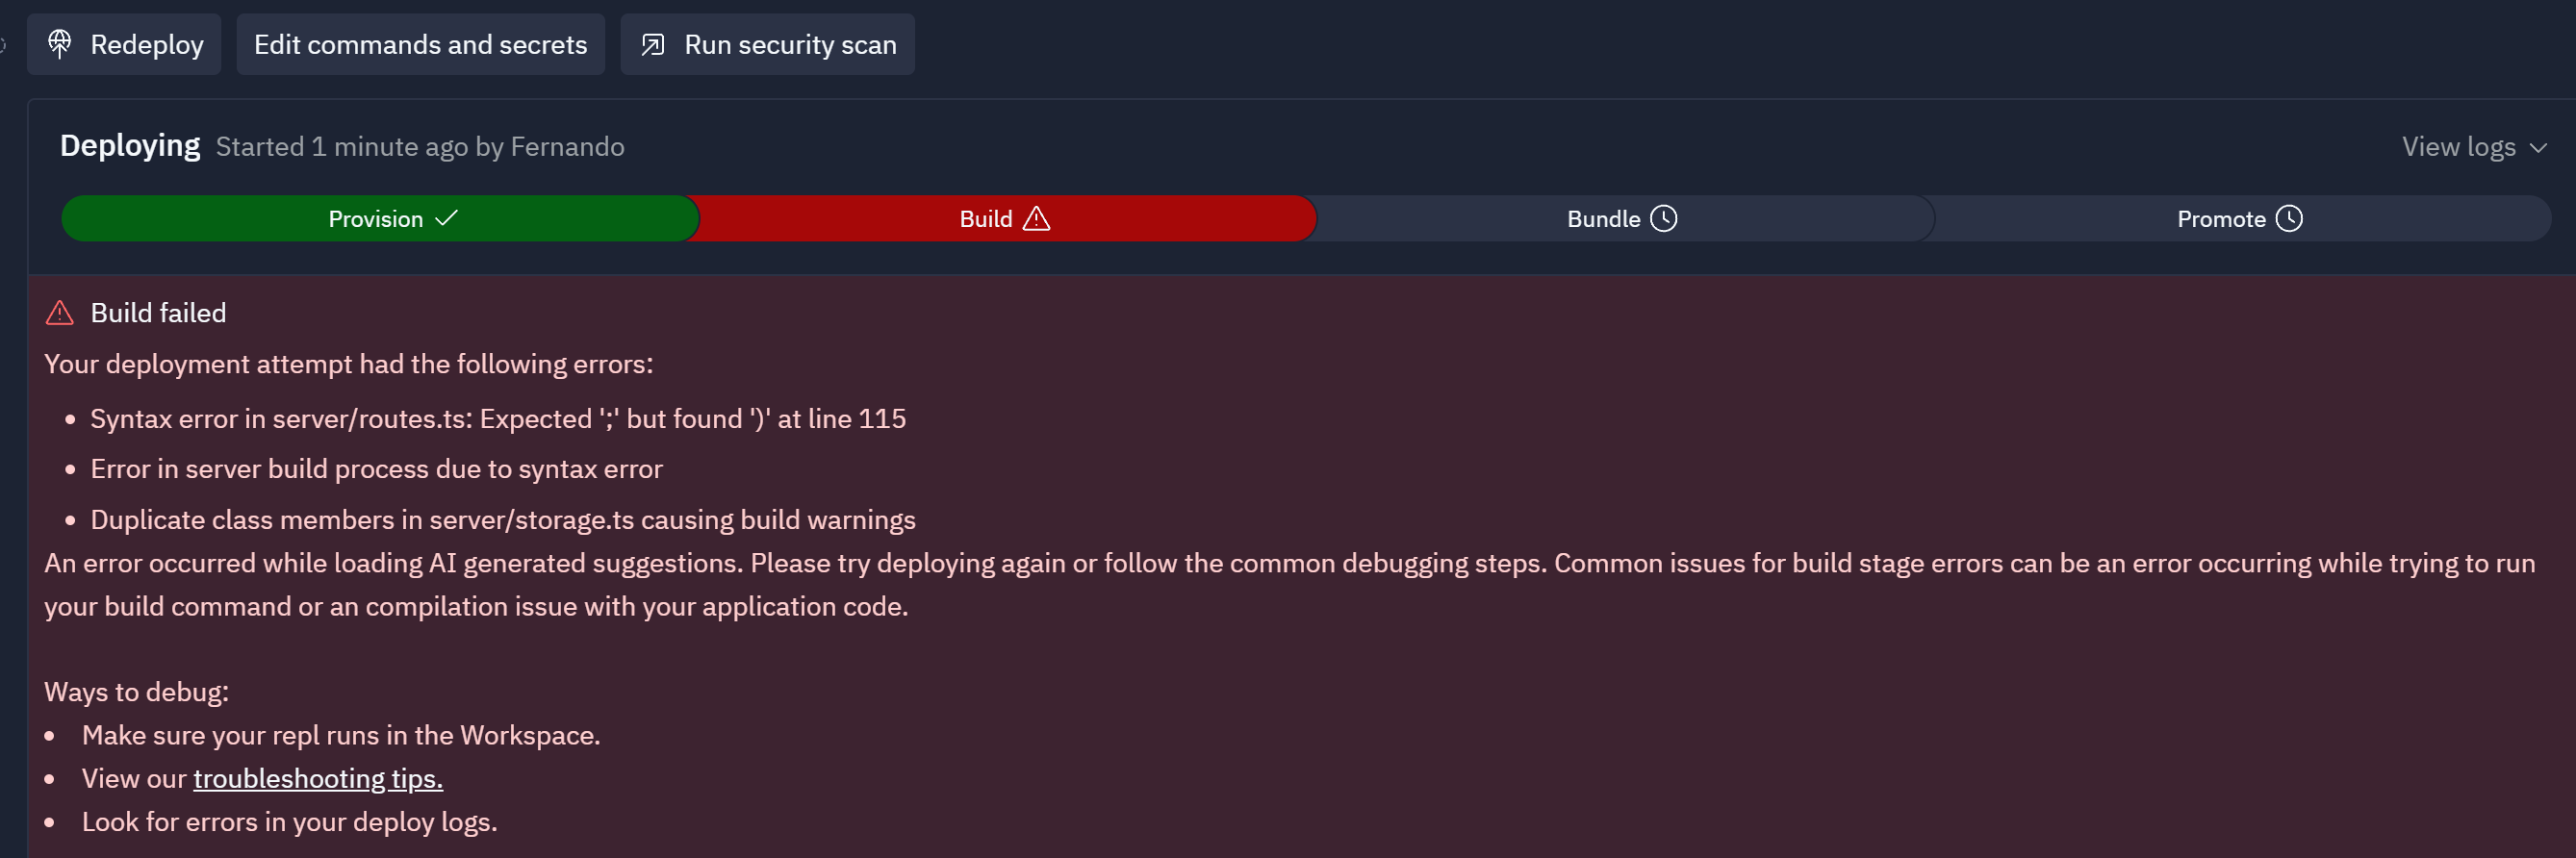 Redeploy Edit commands and secrets Run security scan
Deploying Started 1 minute ago by Fernando View logs
Provision Build Bundle Promote
Build failed
Your deployment attempt had the following errors:
• Syntax error in server/routes.ts: Expected ';' but found ')' at line 115
• Error in server build process due to syntax error
• Duplicate class members in server/storage.ts causing build warnings
An error occurred while loading AI generated suggestions. Please try deploying again or follow the common debugging steps. Common issues for build stage errors can be an error occurring while trying to run
your build command or an compilation issue with your application code.
Ways to debug:
• Make sure your repl runs in the Workspace.
• View our troubleshooting tips.
• Look for errors in your deploy logs.